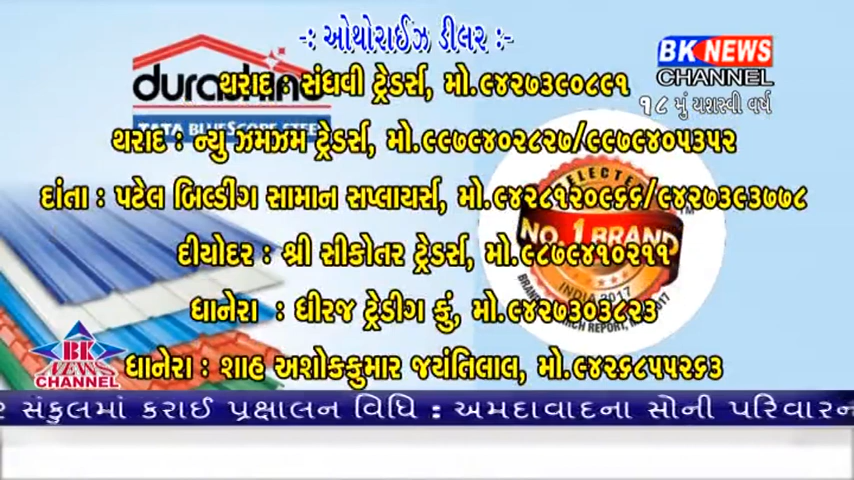 -: ઓથોરાઈઝ ડીલર :-
BK NEWS
CHANNEL
૧૮ મું યશસ્વી વર્ષ
durashine
થરાદ : સંઘવી ટ્રેડર્સ, મો.૯૪૨૭૩૯૦૮૯૧
TATA BLUESCOPE STEEL
થરાદ : ન્યુ ઝમઝમ ટ્રેડર્સ, મો.૯૯૭૯૪૦૨૮૨૭/૯૯૭૯૪૦૫૩૫૨
દાંતા : પટેલ બિલ્ડીંગ સામાન સપ્લાયર્સ, મો.૯૪૨૮૧૨૦૯૬૬/૯૪૨૭૩૯૩૭૭૮
SELECTED
NO. 1 BRAND
INDIA 2017
દીયોદર : શ્રી સીકોતર ટ્રેડર્સ, મો.૯૮૭૯૪૧૦૨૧૧
ધાનેરા : ધીરજ ટ્રેડીગ કું, મો.૯૪૨૭૩૦૩૮૨૩
ધાનેરા : શાહ અશોકકુમાર જયંતિલાલ, મો.૯૪૨૬૮૫૫૨૬૩
BK
NEWS
CHANNEL
સંકુલમાં કરાઈ પ્રક્ષાલન વિધિ : અમદાવાદના સોની